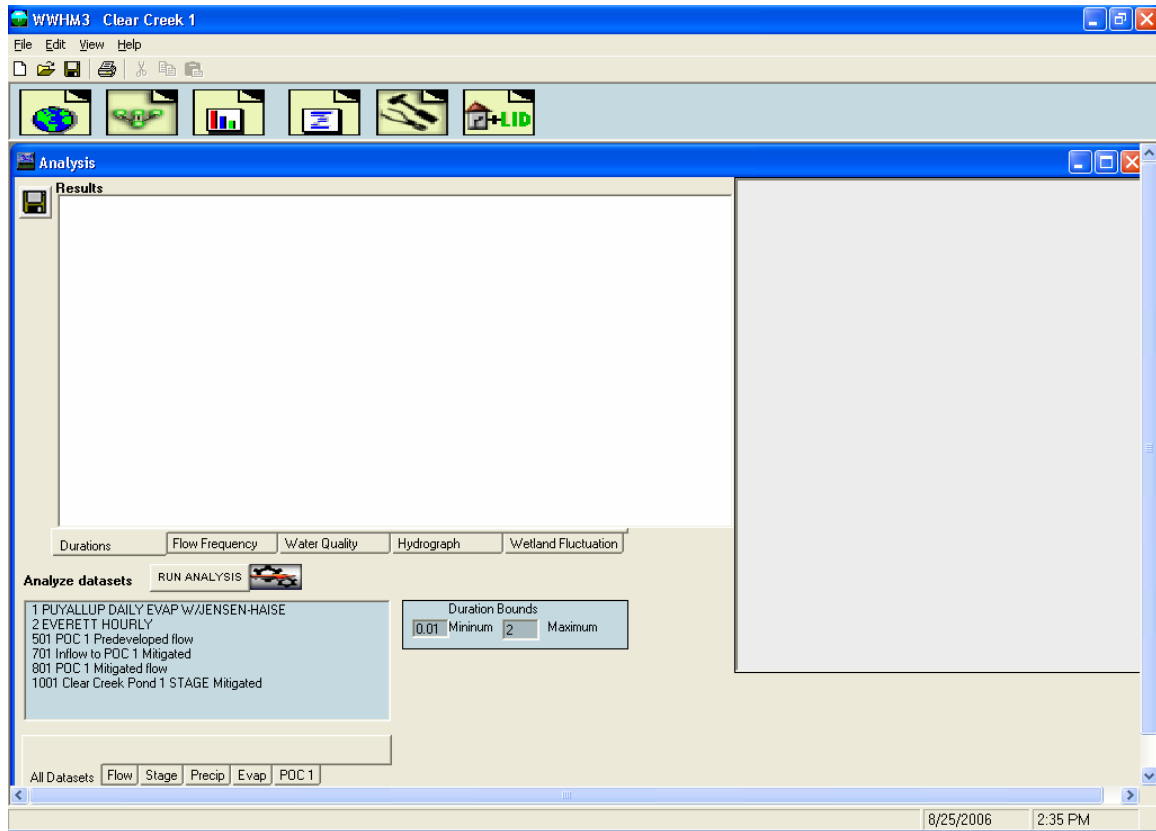 WWHM3 Clear Creek 1
File Edit View Help
+LID
Analysis
Results
Durations Flow Frequency Water Quality Hydrograph Wetland Fluctuation
Analyze datasets RUN ANALYSIS
1 PUYALLUP DAILY EVAP W/JENSEN-HAISE
2 EVERETT HOURLY
501 POC 1 Predeveloped flow
701 Inflow to POC 1 Mitigated
801 POC 1 Mitigated flow
1001 Clear Creek Pond 1 STAGE Mitigated
Duration Bounds
0.01 Mininum 2 Maximum
All Datasets Flow Stage Precip Evap POC 1
8/25/2006 2:35 PM